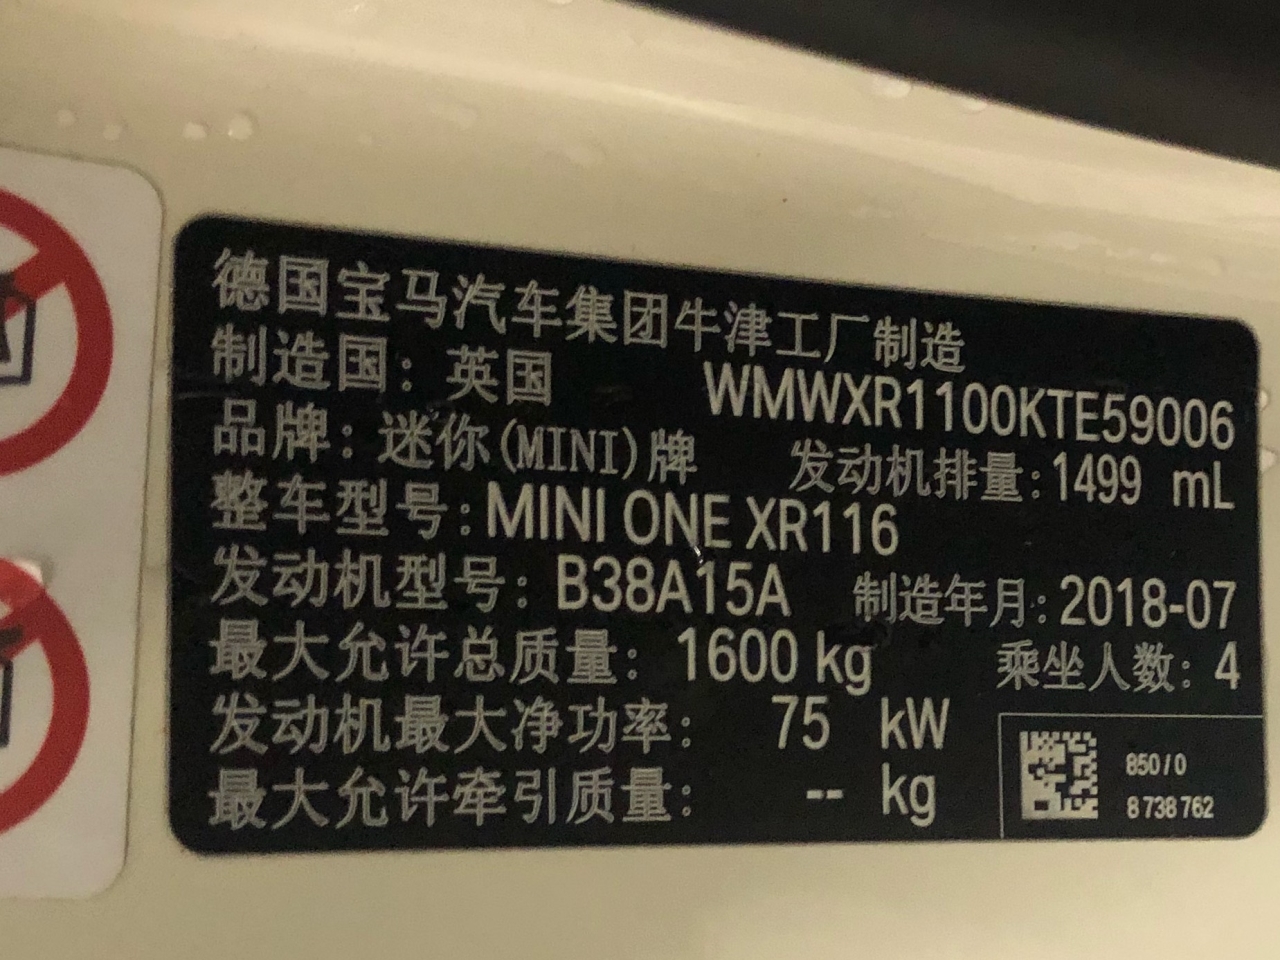 德国宝马汽车集团牛津工厂制造
制造国：英国 WMWXR1100KTE59006
品牌：迷你(MINI)牌 发动机排量:1499 mL
整车型号:MINI ONE XR116
发动机型号：B38A15A 制造年月:2018-07
最大允许总质量：1600 kg 乘坐人数：4
发动机最大净功率： 75 kW
最大允许牵引质量： -- kg
850/0
8 738 762